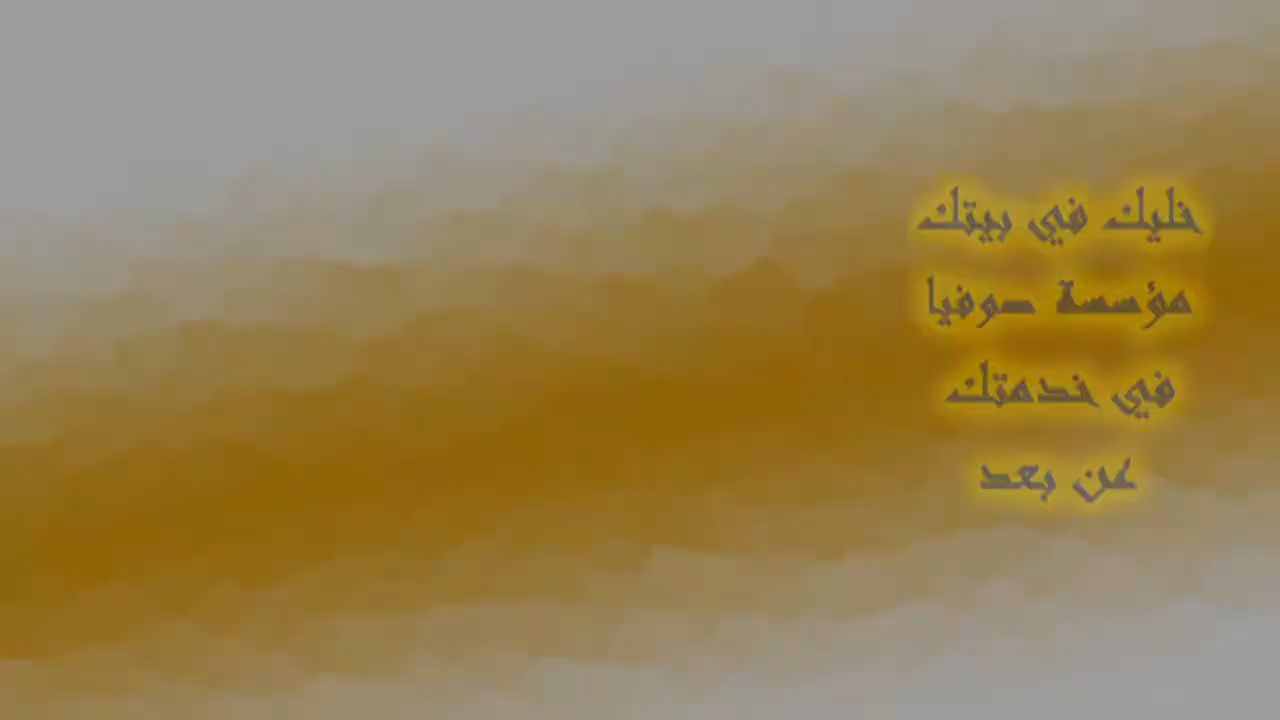 خليك في بيتك
مؤسسة صوفيا
في خدمتك
عن بعد